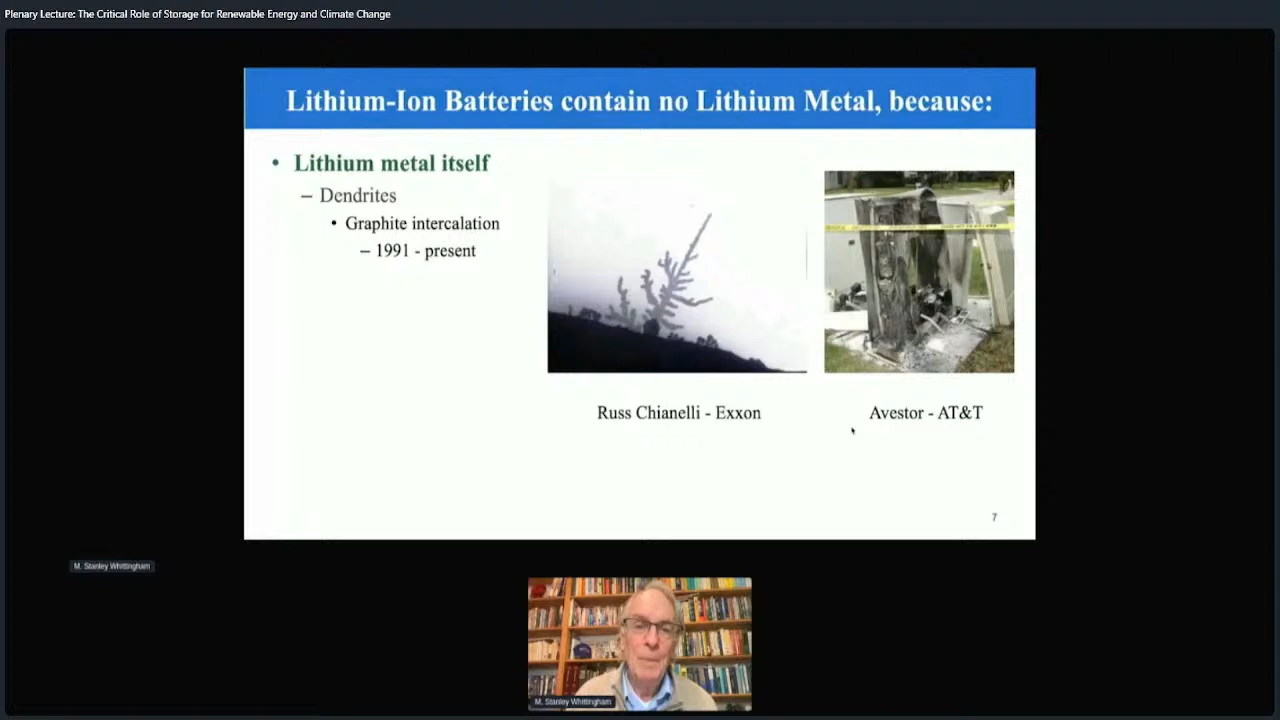 Plenary Lecture: The Critical Role of Storage for Renewable Energy and Climate Change
Lithium-Ion Batteries contain no Lithium Metal, because:
• Lithium metal itself
– Dendrites
• Graphite intercalation
– 1991 - present
Russ Chianelli - Exxon
Avestor - AT&T
7
M. Stanley Whittingham
M. Stanley Whittingham